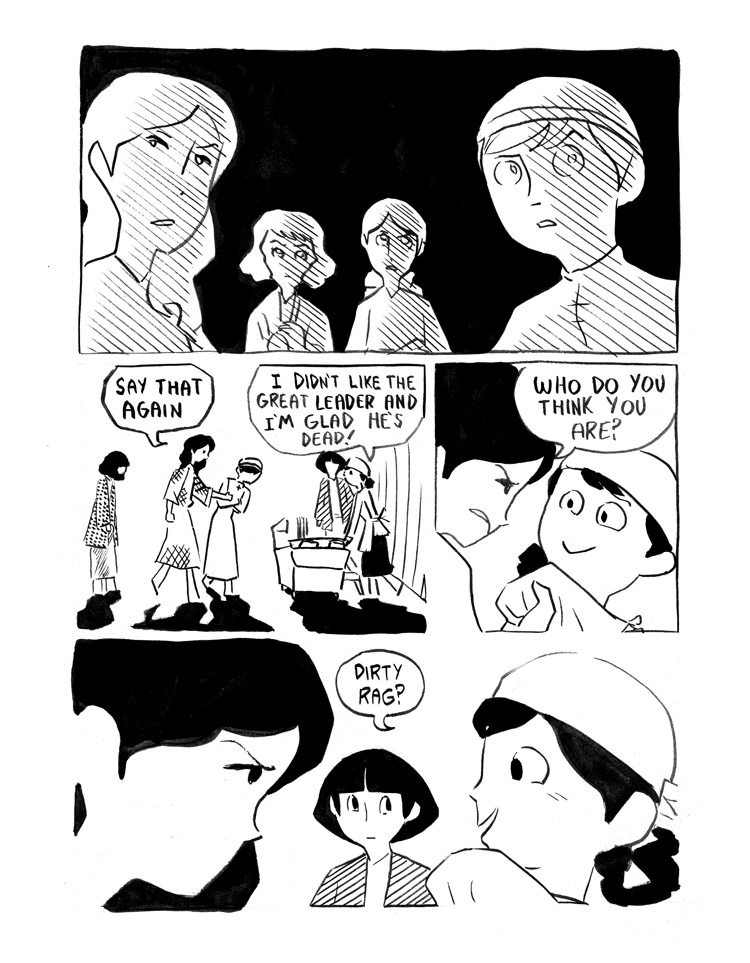 SAY THAT
AGAIN
I DIDN'T LIKE THE
GREAT LEADER AND
I'M GLAD HE'S
DEAD!
WHO DO YOU
THINK YOU
ARE?
DIRTY
RAG?